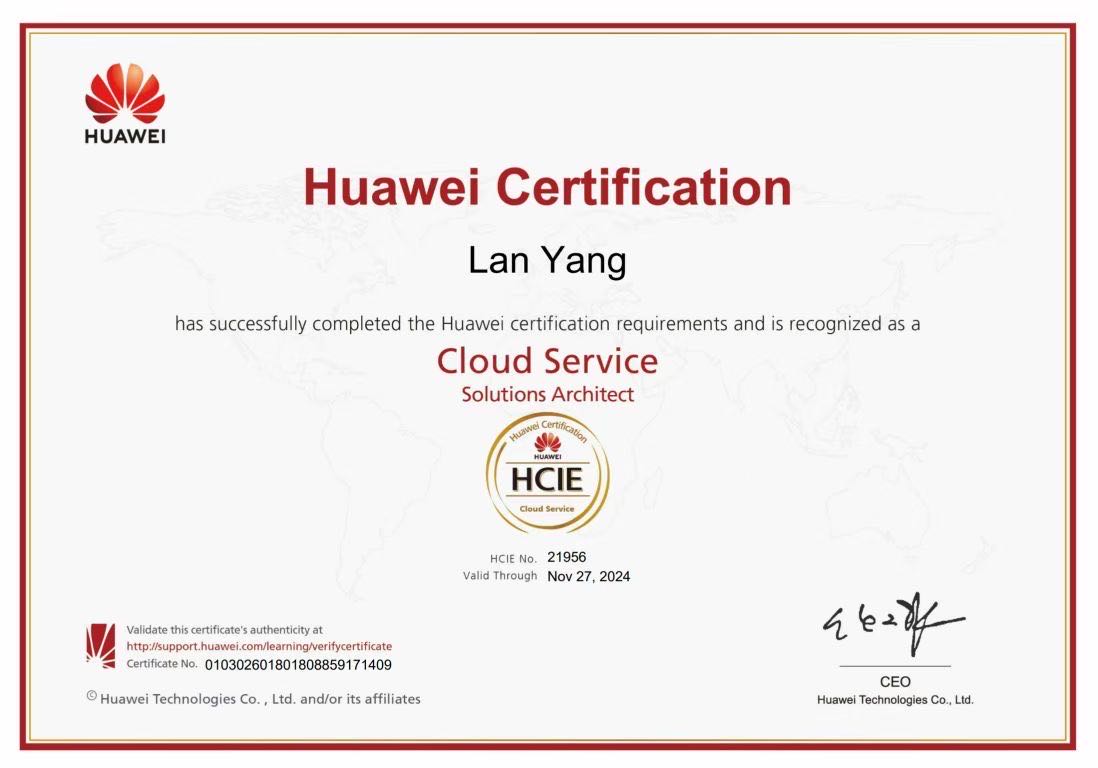 HUAWEI
Huawei Certification
Lan Yang
has successfully completed the Huawei certification requirements and is recognized as a
Cloud Service
Solutions Architect
Huawei Certification
HUAWEI
HCIE
Cloud Service
HCIE No. 21956
Valid Through Nov 27, 2024
Validate this certificate's authenticity at
http://support.huawei.com/learning/verifycertificate
Certificate No. 010302601801808859171409
© Huawei Technologies Co. , Ltd. and/or its affiliates
CEO
Huawei Technologies Co., Ltd.